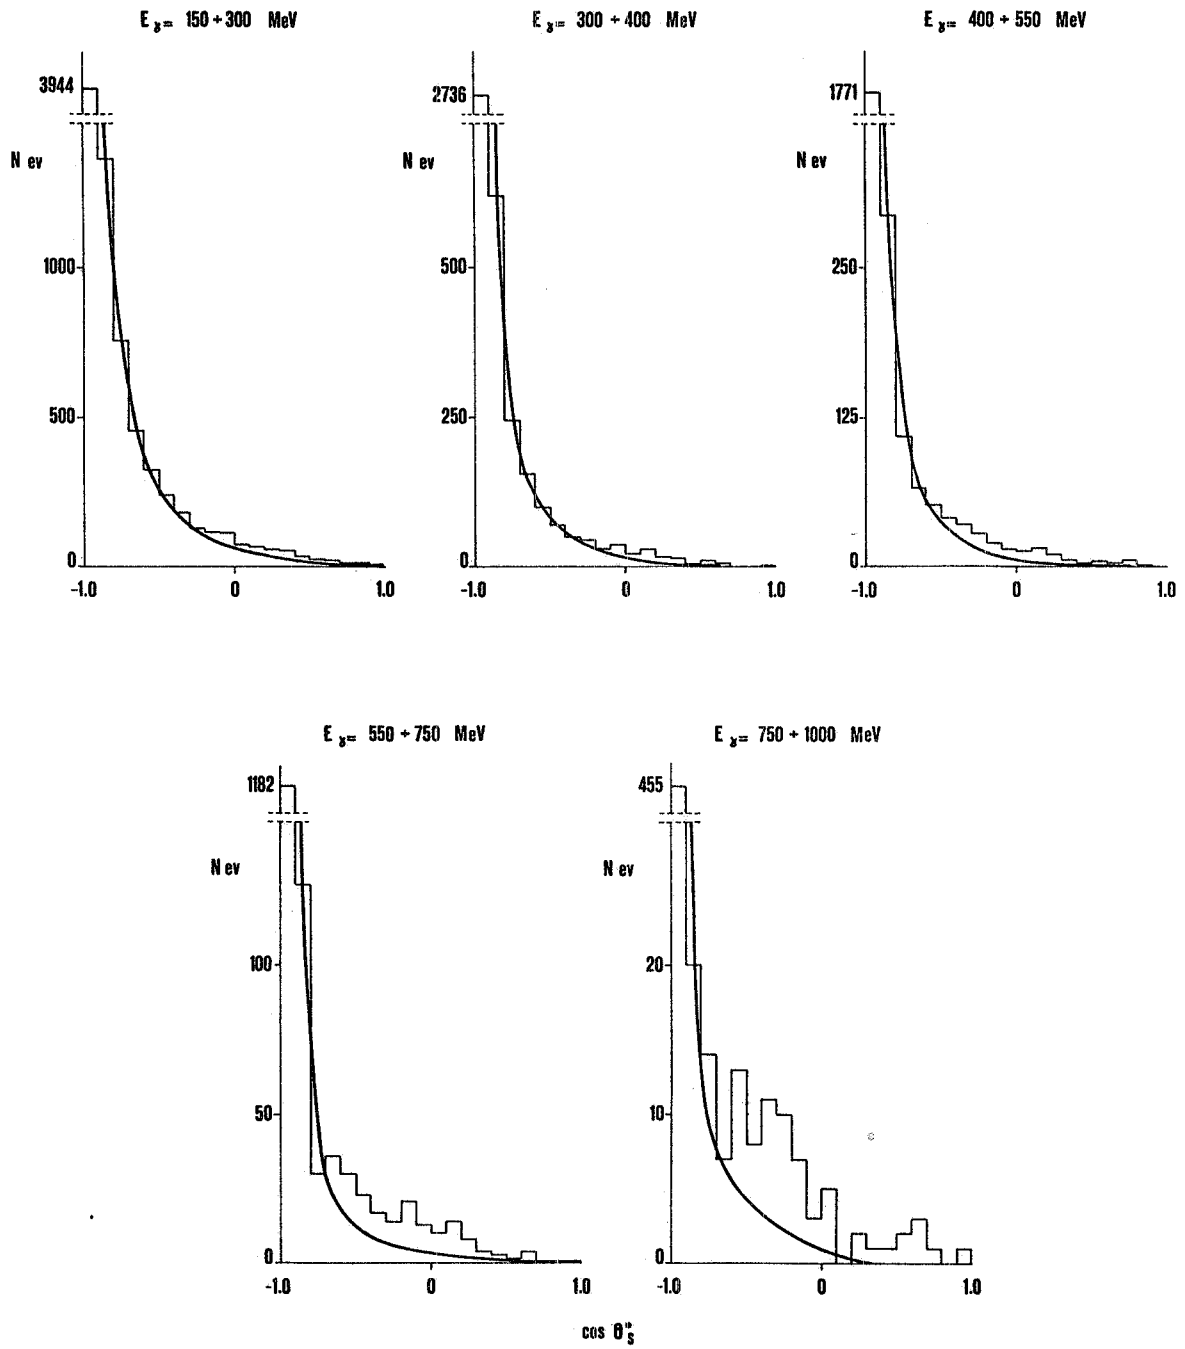 E γ= 150 ÷ 300 MeV
3944
N ev
1000
500
0
-1.0 0 1.0
E γ= 300 ÷ 400 MeV
2736
N ev
500
250
0
-1.0 0 1.0
E γ= 400 ÷ 550 MeV
1771
N ev
250
125
0
-1.0 0 1.0
E γ= 550 ÷ 750 MeV
1182
N ev
100
50
0
-1.0 0 1.0
E γ= 750 ÷ 1000 MeV
455
N ev
20
10
0
-1.0 0 1.0
cos θ*s